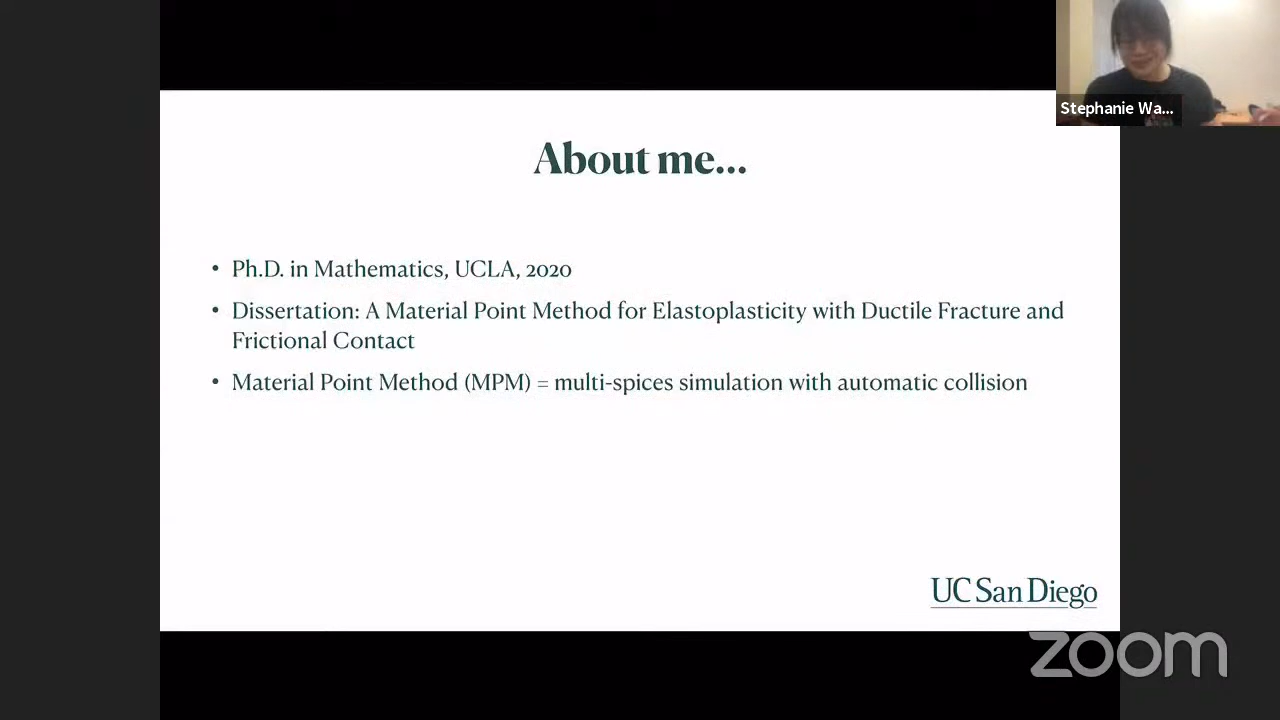 Stephanie Wa...
About me...
• Ph.D. in Mathematics, UCLA, 2020
• Dissertation: A Material Point Method for Elastoplasticity with Ductile Fracture and
Frictional Contact
• Material Point Method (MPM) = multi-spices simulation with automatic collision
UC San Diego
zoom